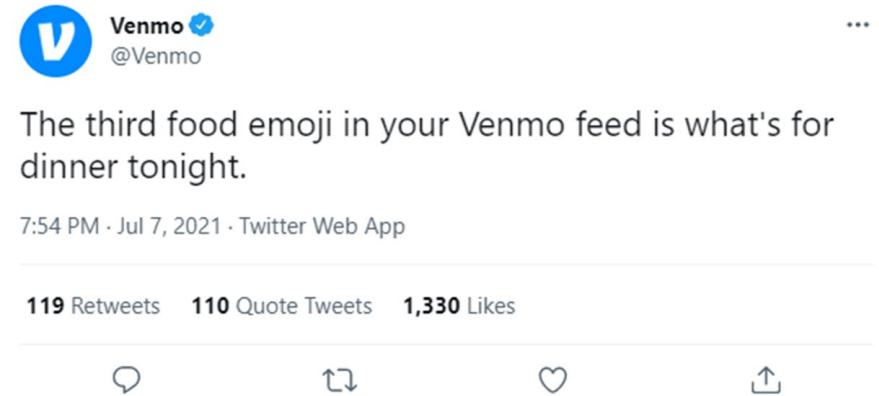 Venmo
@Venmo
The third food emoji in your Venmo feed is what's for
dinner tonight.
7:54 PM · Jul 7, 2021 · Twitter Web App
119 Retweets 110 Quote Tweets 1,330 Likes